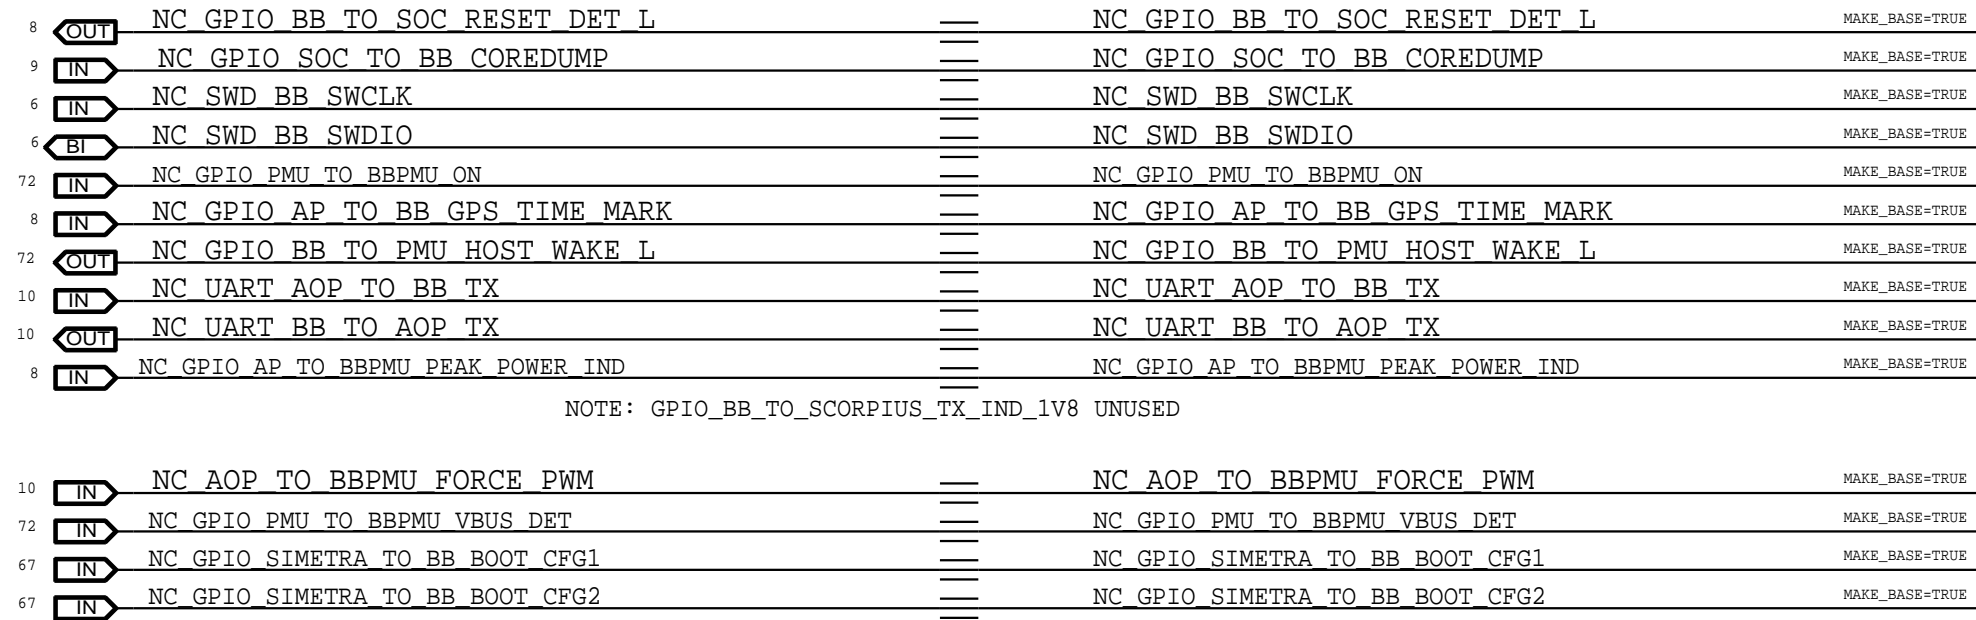 8 OUT NC_GPIO_BB_TO_SOC_RESET_DET_L NC_GPIO_BB_TO_SOC_RESET_DET_L MAKE_BASE=TRUE
9 IN NC_GPIO_SOC_TO_BB_COREDUMP NC_GPIO_SOC_TO_BB_COREDUMP MAKE_BASE=TRUE
6 IN NC_SWD_BB_SWCLK NC_SWD_BB_SWCLK MAKE_BASE=TRUE
6 BI NC_SWD_BB_SWDIO NC_SWD_BB_SWDIO MAKE_BASE=TRUE
72 IN NC_GPIO_PMU_TO_BBPMU_ON NC_GPIO_PMU_TO_BBPMU_ON MAKE_BASE=TRUE
8 IN NC_GPIO_AP_TO_BB_GPS_TIME_MARK NC_GPIO_AP_TO_BB_GPS_TIME_MARK MAKE_BASE=TRUE
72 OUT NC_GPIO_BB_TO_PMU_HOST_WAKE_L NC_GPIO_BB_TO_PMU_HOST_WAKE_L MAKE_BASE=TRUE
10 IN NC_UART_AOP_TO_BB_TX NC_UART_AOP_TO_BB_TX MAKE_BASE=TRUE
10 OUT NC_UART_BB_TO_AOP_TX NC_UART_BB_TO_AOP_TX MAKE_BASE=TRUE
8 IN NC_GPIO_AP_TO_BBPMU_PEAK_POWER_IND NC_GPIO_AP_TO_BBPMU_PEAK_POWER_IND MAKE_BASE=TRUE
NOTE: GPIO_BB_TO_SCORPIUS_TX_IND_1V8 UNUSED
10 IN NC_AOP_TO_BBPMU_FORCE_PWM NC_AOP_TO_BBPMU_FORCE_PWM MAKE_BASE=TRUE
72 IN NC_GPIO_PMU_TO_BBPMU_VBUS_DET NC_GPIO_PMU_TO_BBPMU_VBUS_DET MAKE_BASE=TRUE
67 IN NC_GPIO_SIMETRA_TO_BB_BOOT_CFG1 NC_GPIO_SIMETRA_TO_BB_BOOT_CFG1 MAKE_BASE=TRUE
67 IN NC_GPIO_SIMETRA_TO_BB_BOOT_CFG2 NC_GPIO_SIMETRA_TO_BB_BOOT_CFG2 MAKE_BASE=TRUE